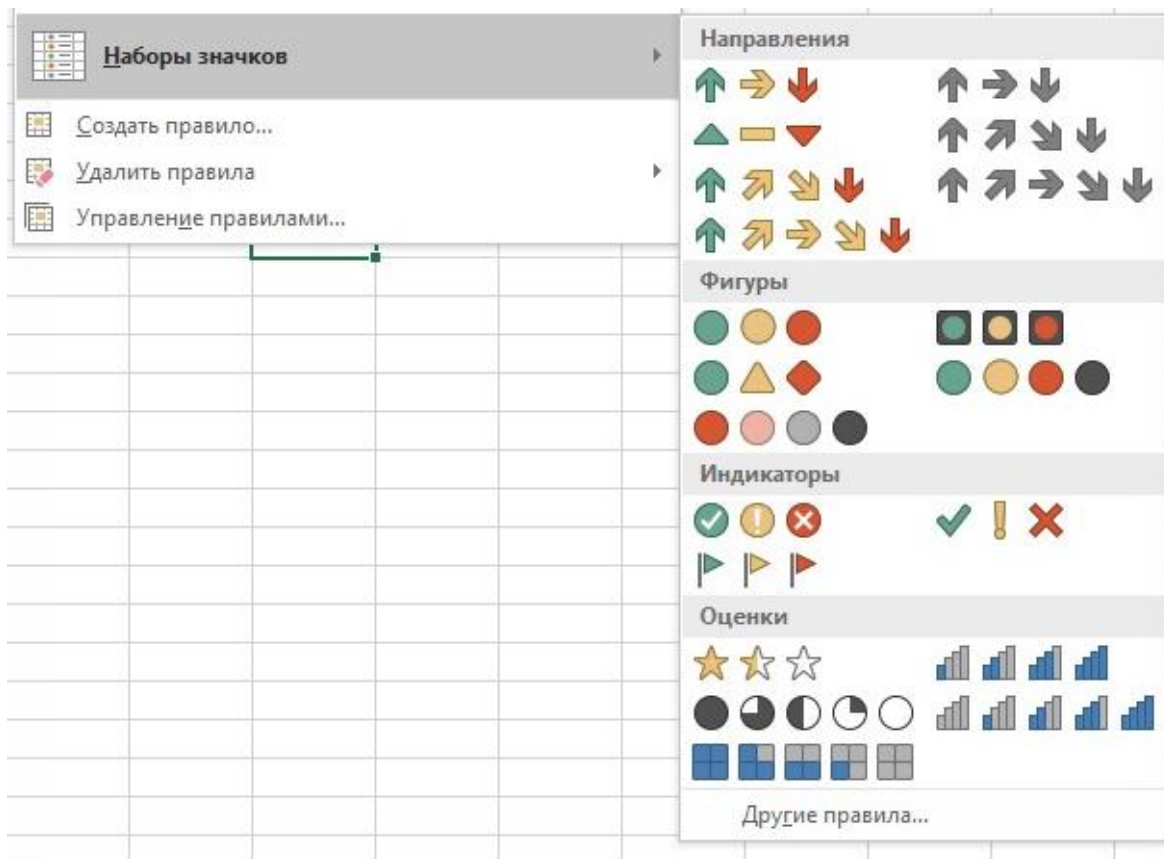 Наборы значков
Создать правило...
Удалить правила
Управление правилами...
Направления
Фигуры
Индикаторы
Оценки
Другие правила...